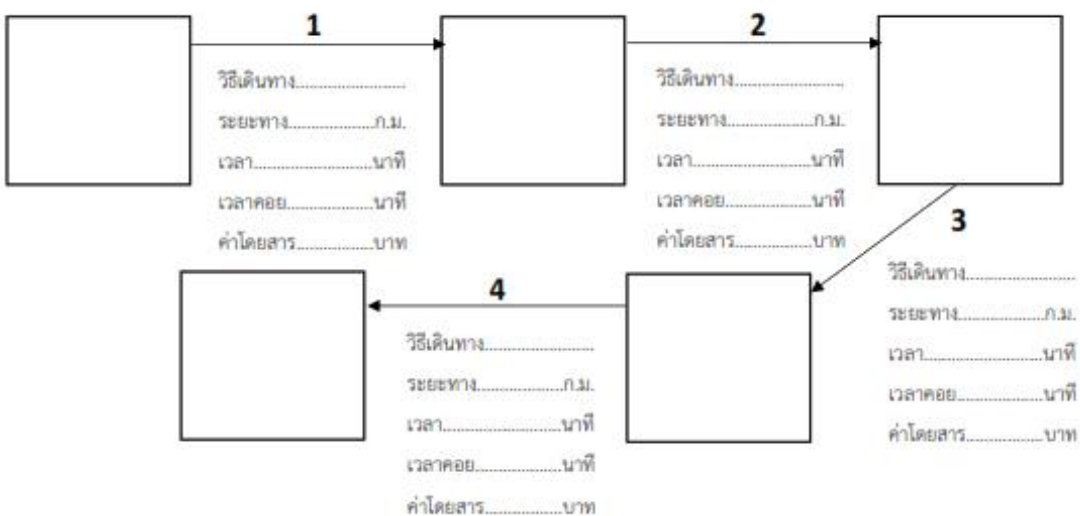 1
วิธีเดินทาง..........................
ระยะทาง.....................ก.ม.
เวลา............................นาที
เวลาคอย.....................นาที
ค่าโดยสาร..................บาท
2
วิธีเดินทาง..........................
ระยะทาง.....................ก.ม.
เวลา............................นาที
เวลาคอย.....................นาที
ค่าโดยสาร..................บาท
3
วิธีเดินทาง..........................
ระยะทาง.....................ก.ม.
เวลา............................นาที
เวลาคอย.....................นาที
ค่าโดยสาร..................บาท
4
วิธีเดินทาง..........................
ระยะทาง.....................ก.ม.
เวลา............................นาที
เวลาคอย.....................นาที
ค่าโดยสาร..................บาท